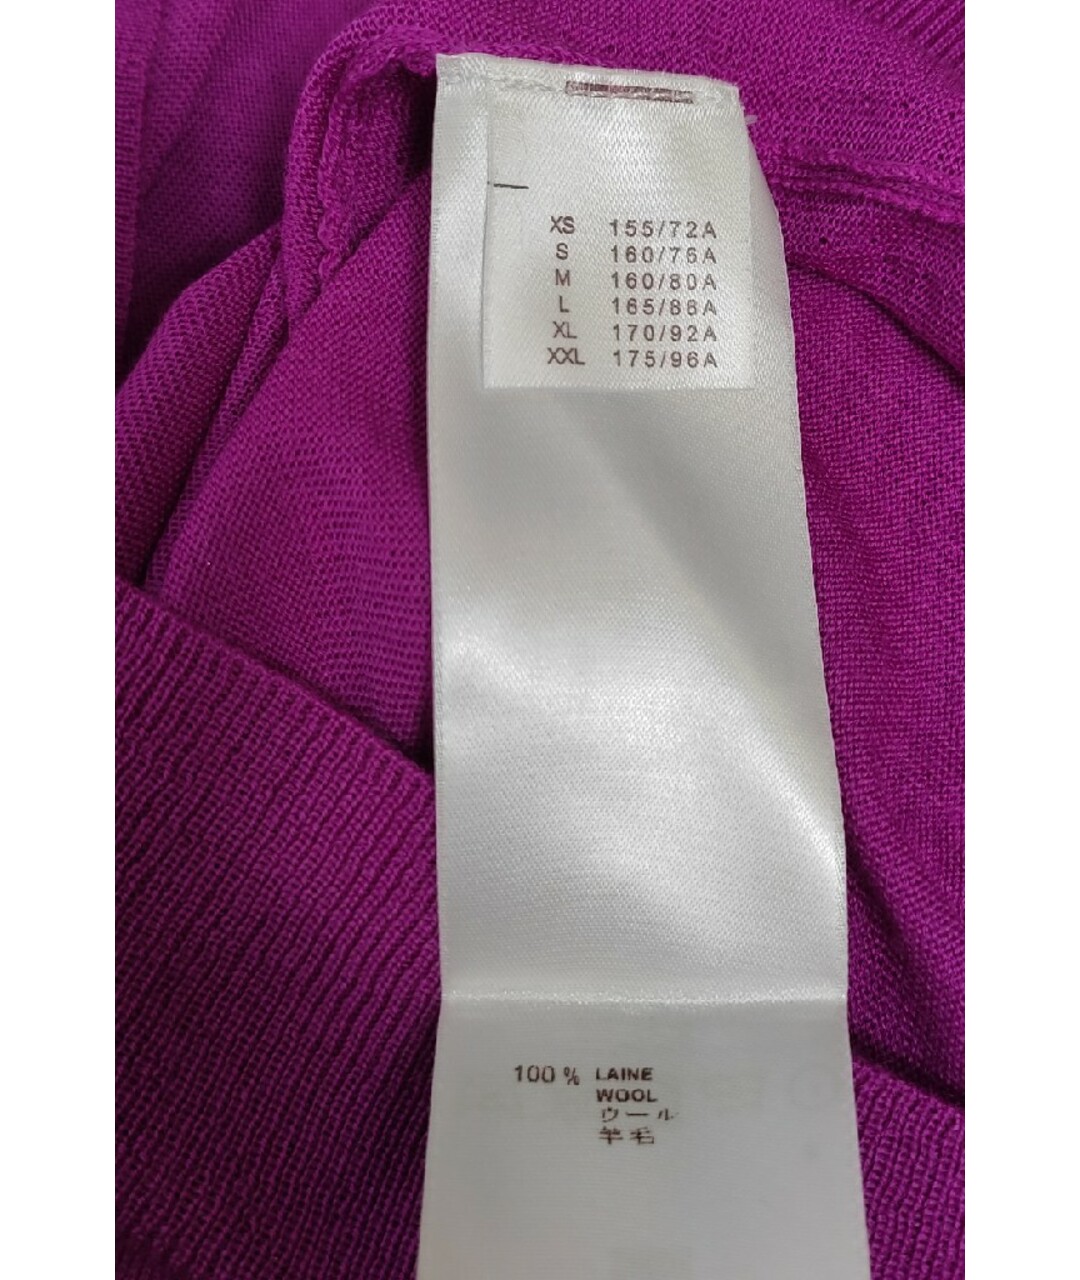 XS 155/72A
S 160/76A
M 160/80A
L 165/86A
XL 170/92A
XXL 175/96A
100 % LAINE
WOOL
ウール
羊毛